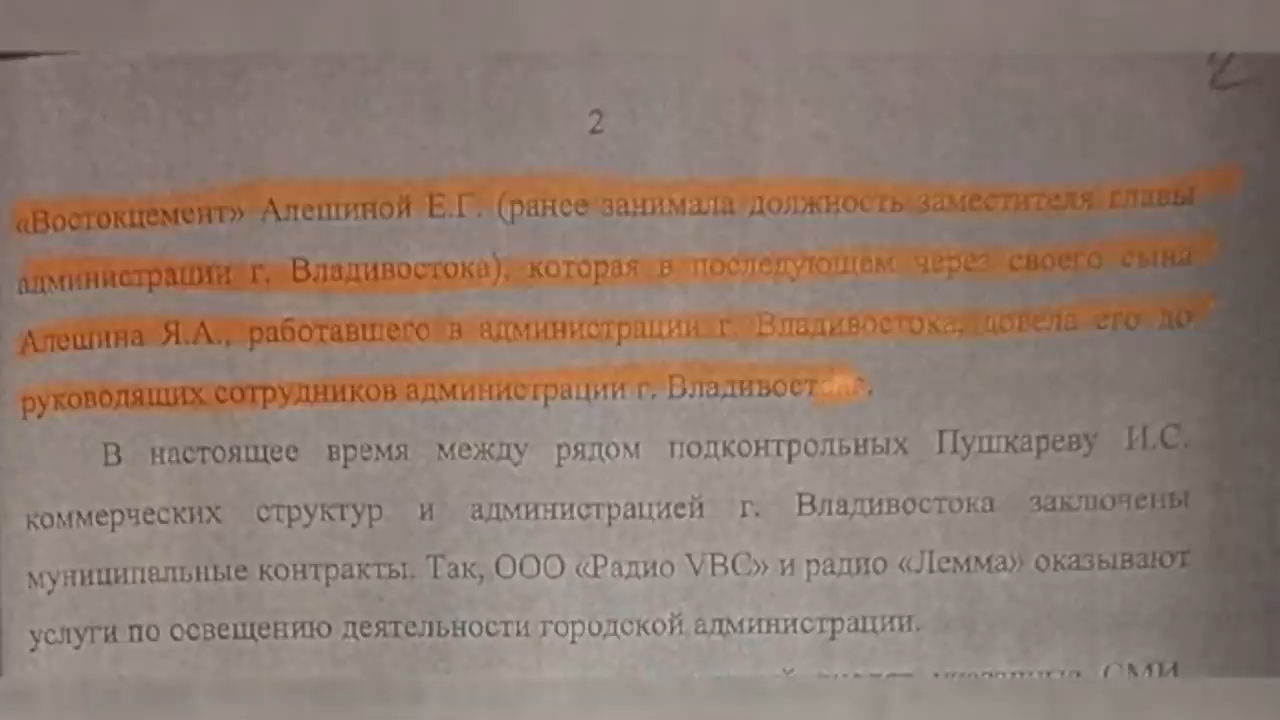 2
«Востокцемент» Алешиной Е.Г. (ранее занимала должность заместителя главы
администрации г. Владивостока), которая в последующем через своего сына
Алешина Я.А., работавшего в администрации г. Владивостока, довела его до
руководящих сотрудников администрации г. Владивостока.
В настоящее время между рядом подконтрольных Пушкареву И.С.
коммерческих структур и администрацией г. Владивостока заключены
муниципальные контракты. Так, ООО «Радио VBC» и радио «Лемма» оказывают
услуги по освещению деятельности городской администрации.
СМИ